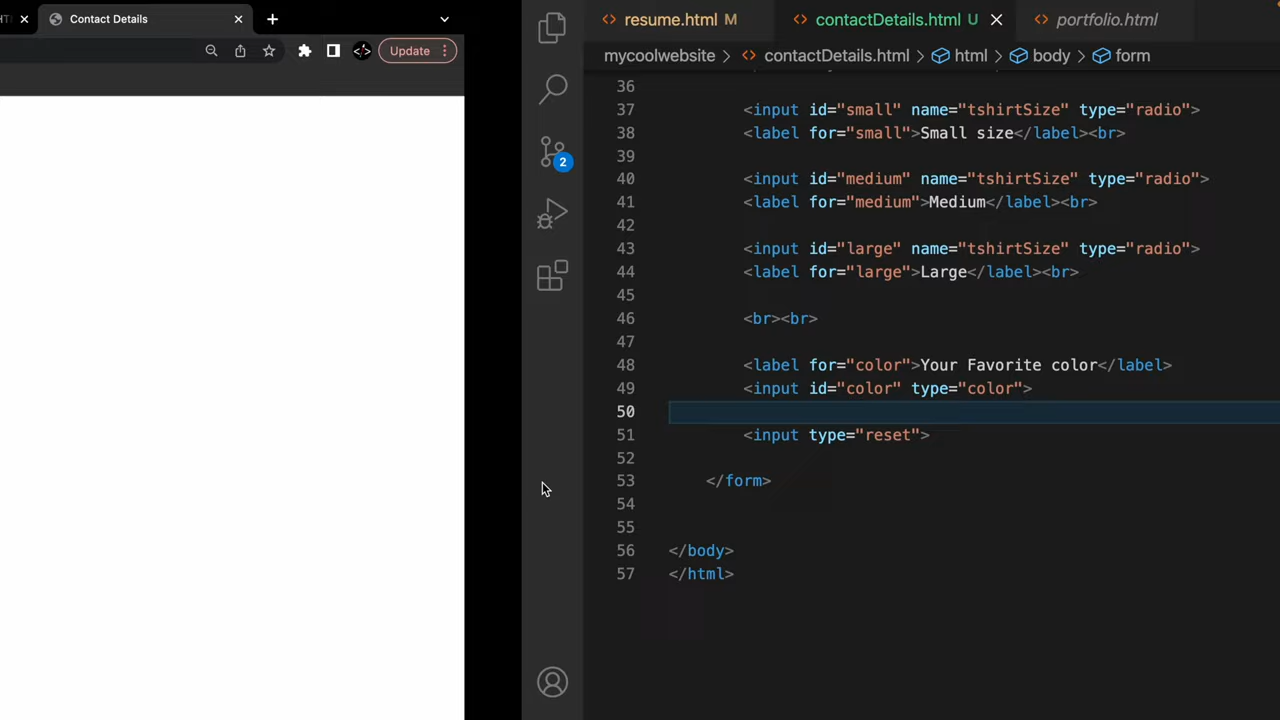 Contact Details
Update
2
resume.html M
contactDetails.html U
portfolio.html
mycoolwebsite > contactDetails.html > html > body > form
36
37 <input id="small" name="tshirtSize" type="radio">
38 <label for="small">Small size</label><br>
39
40 <input id="medium" name="tshirtSize" type="radio">
41 <label for="medium">Medium</label><br>
42
43 <input id="large" name="tshirtSize" type="radio">
44 <label for="large">Large</label><br>
45
46 <br><br>
47
48 <label for="color">Your Favorite color</label>
49 <input id="color" type="color">
50
51 <input type="reset">
52
53 </form>
54
55
56 </body>
57 </html>